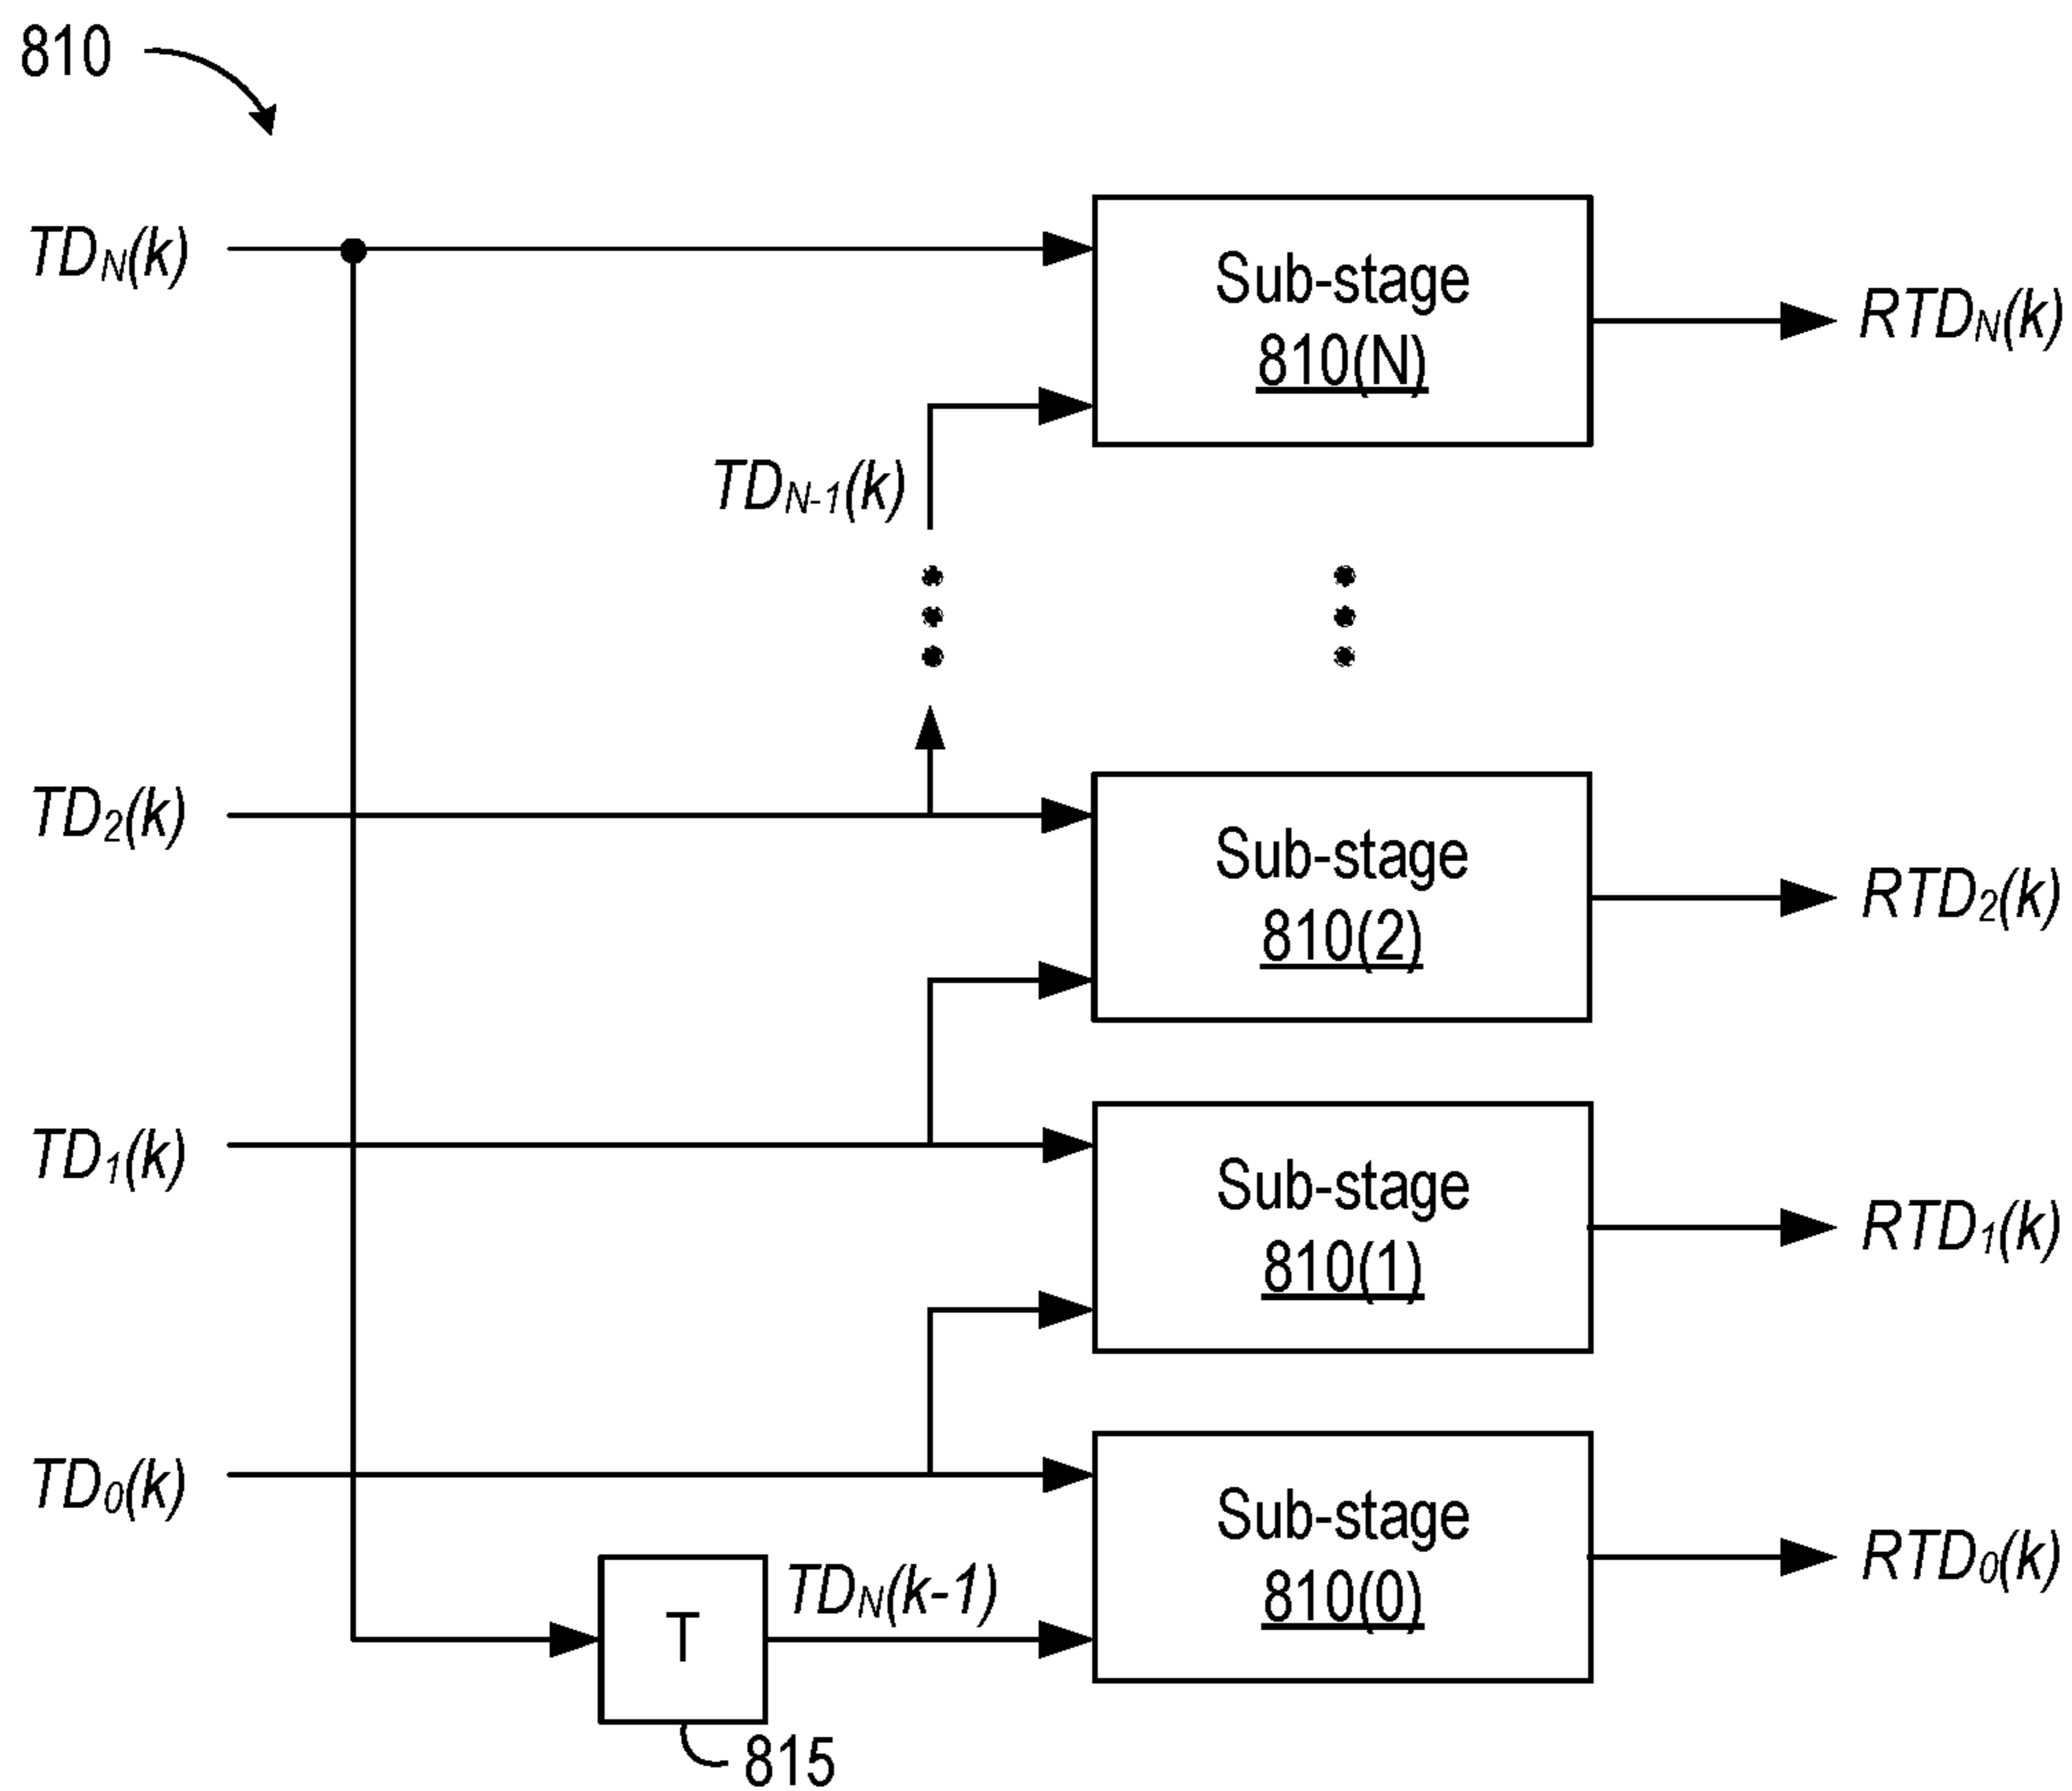 810
TDN(k)
Sub-stage
810(N)
RTDN(k)
TDN-1(k)
TD2(k)
Sub-stage
810(2)
RTD2(k)
TD1(k)
Sub-stage
810(1)
RTD1(k)
TD0(k)
Sub-stage
810(0)
RTD0(k)
T
TDN(k-1)
815